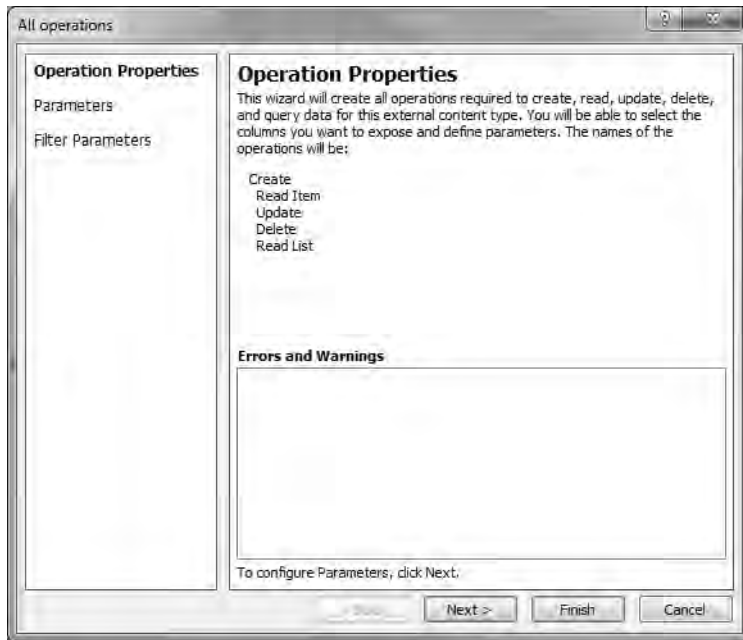 All operations
?
Operation Properties
Parameters
Filter Parameters
Operation Properties
This wizard will create all operations required to create, read, update, delete,
and query data for this external content type. You will be able to select the
columns you want to expose and define parameters. The names of the
operations will be:
Create
Read Item
Update
Delete
Read List
Errors and Warnings
To configure Parameters, click Next.
Next >
Finish
Cancel